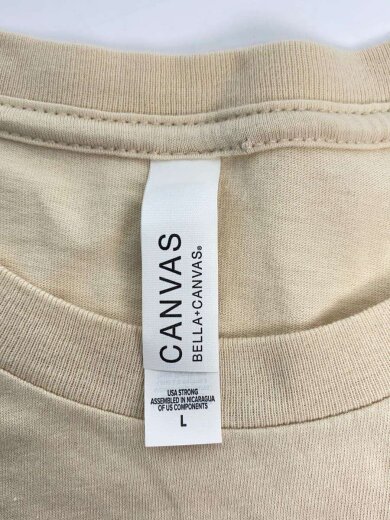 CANVAS
BELLA+CANVAS®
USA STRONG
ASSEMBLED IN NICARAGUA
OF US COMPONENTS
L